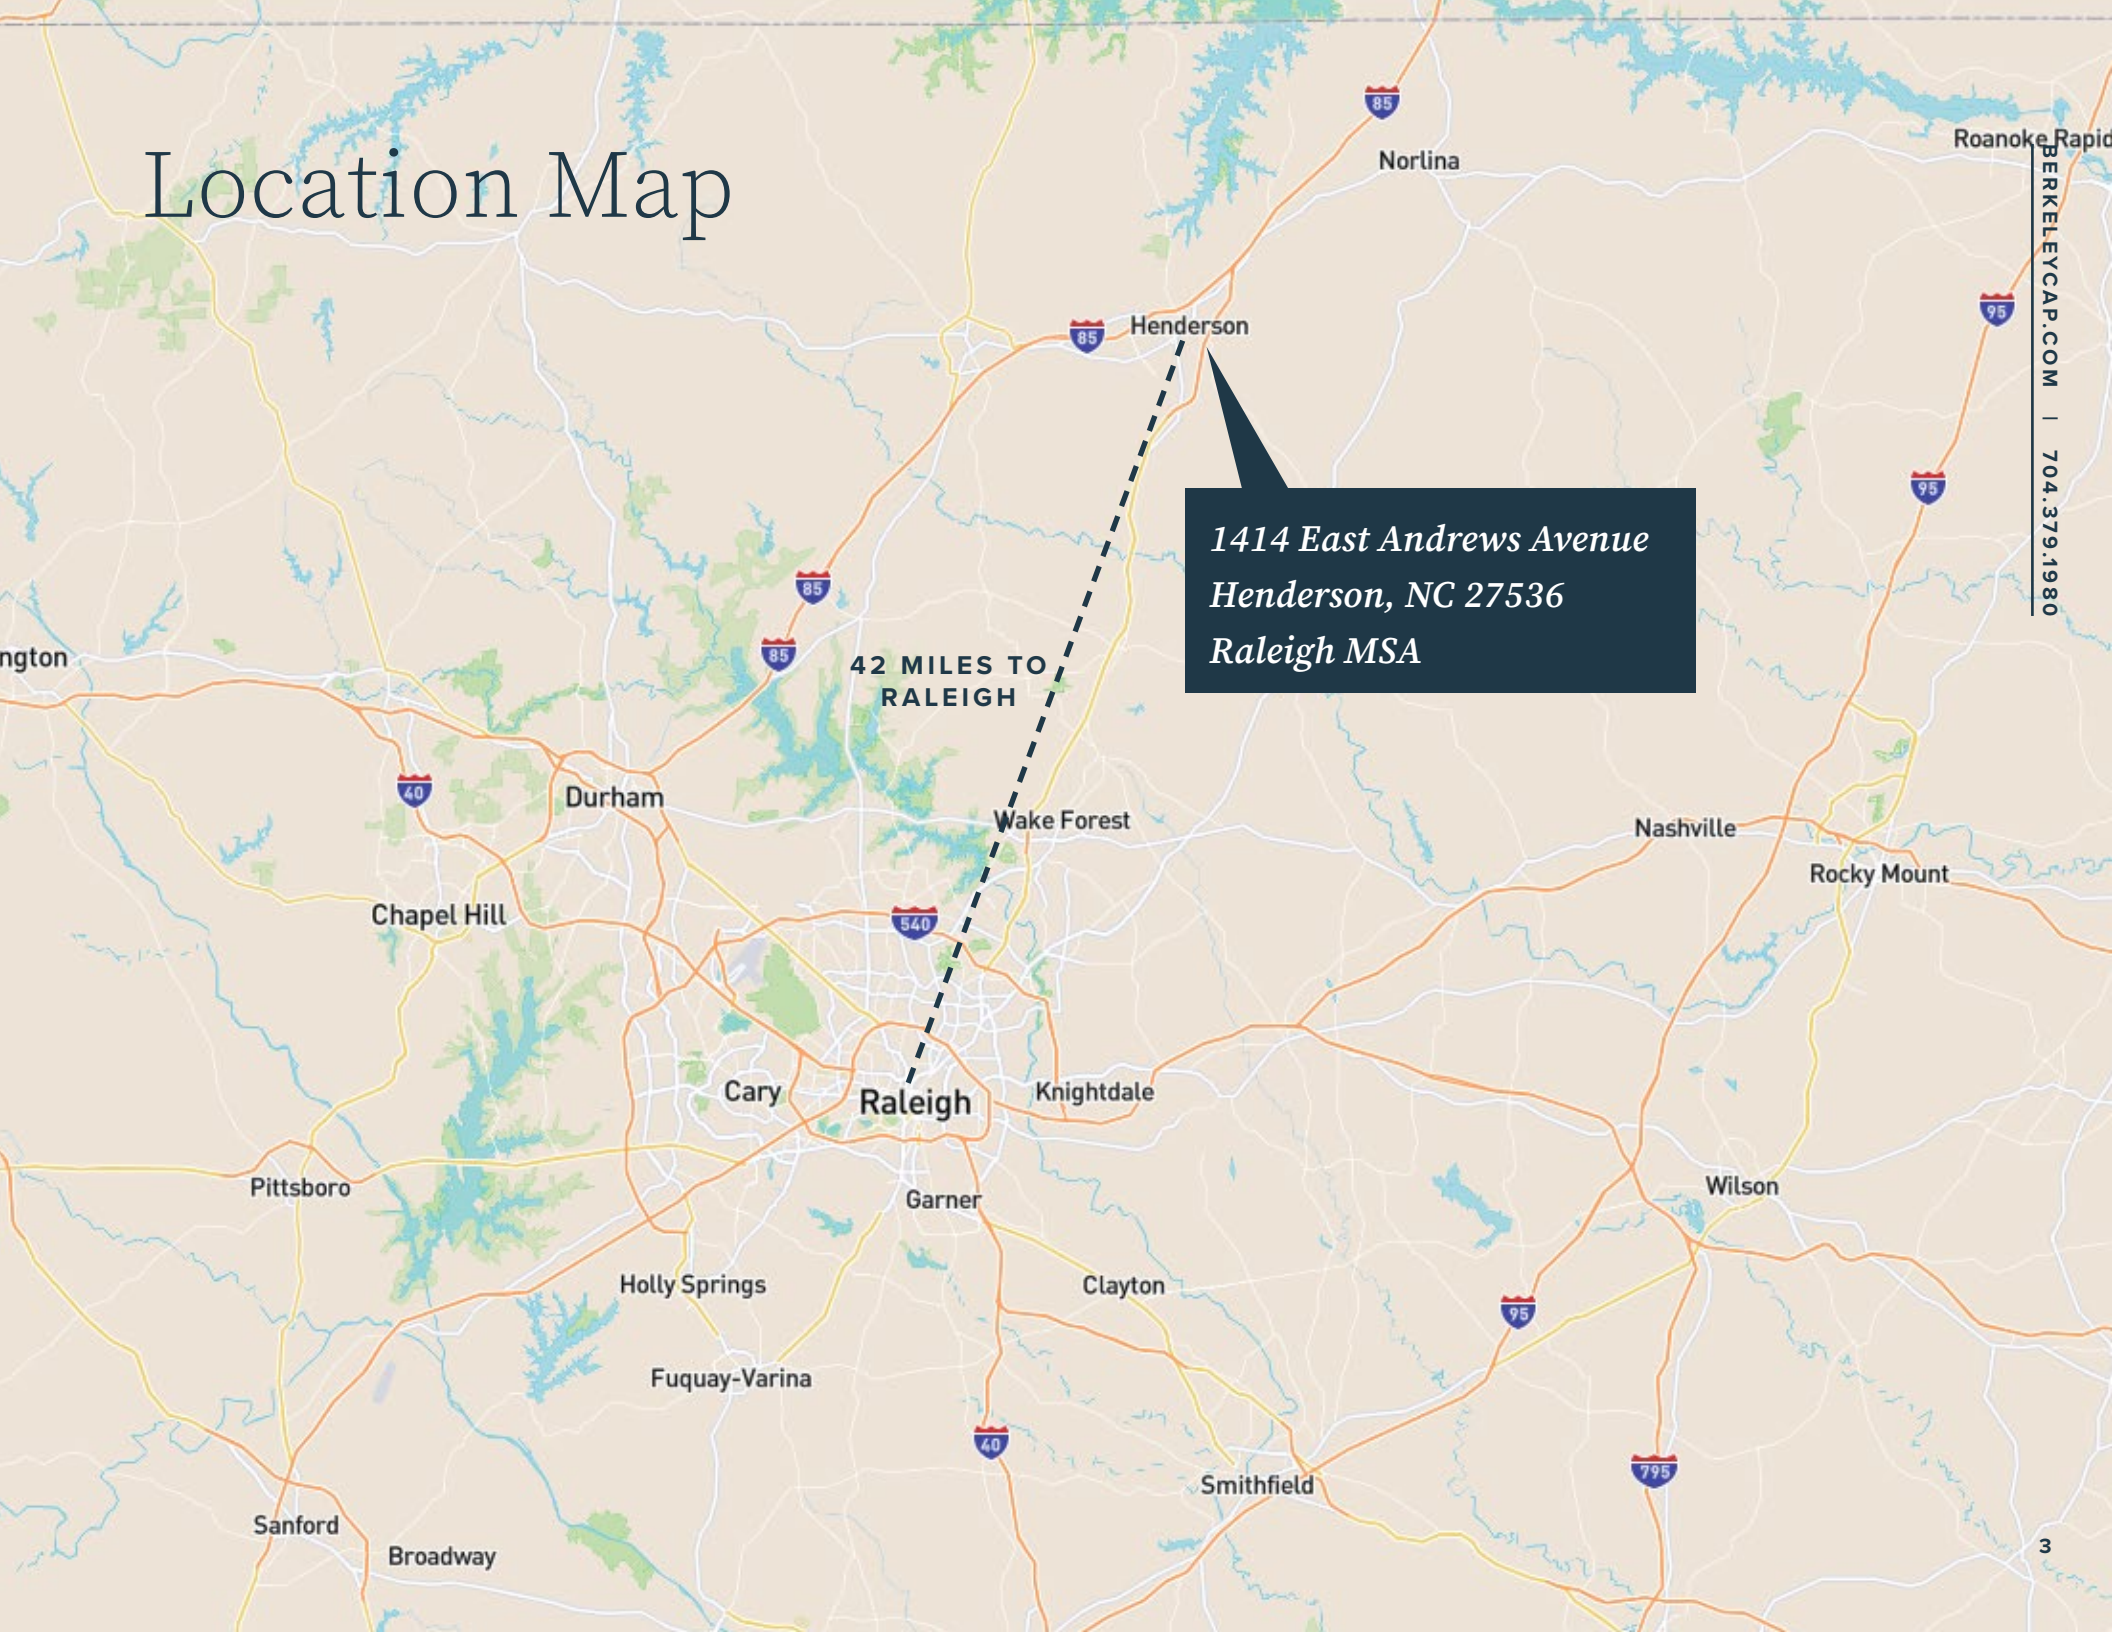 Location Map
85
Norlina
Roanoke Rapid
BERKELEYCAP.COM | 704.379.1980
95
85
Henderson
95
1414 East Andrews Avenue
Henderson, NC 27536
Raleigh MSA
85
85
42 MILES TO
RALEIGH
ngton
40
Durham
Wake Forest
Nashville
Rocky Mount
Chapel Hill
540
Cary
Raleigh
Knightdale
Pittsboro
Garner
Wilson
Holly Springs
Clayton
95
Fuquay-Varina
40
Smithfield
795
Sanford
Broadway
3